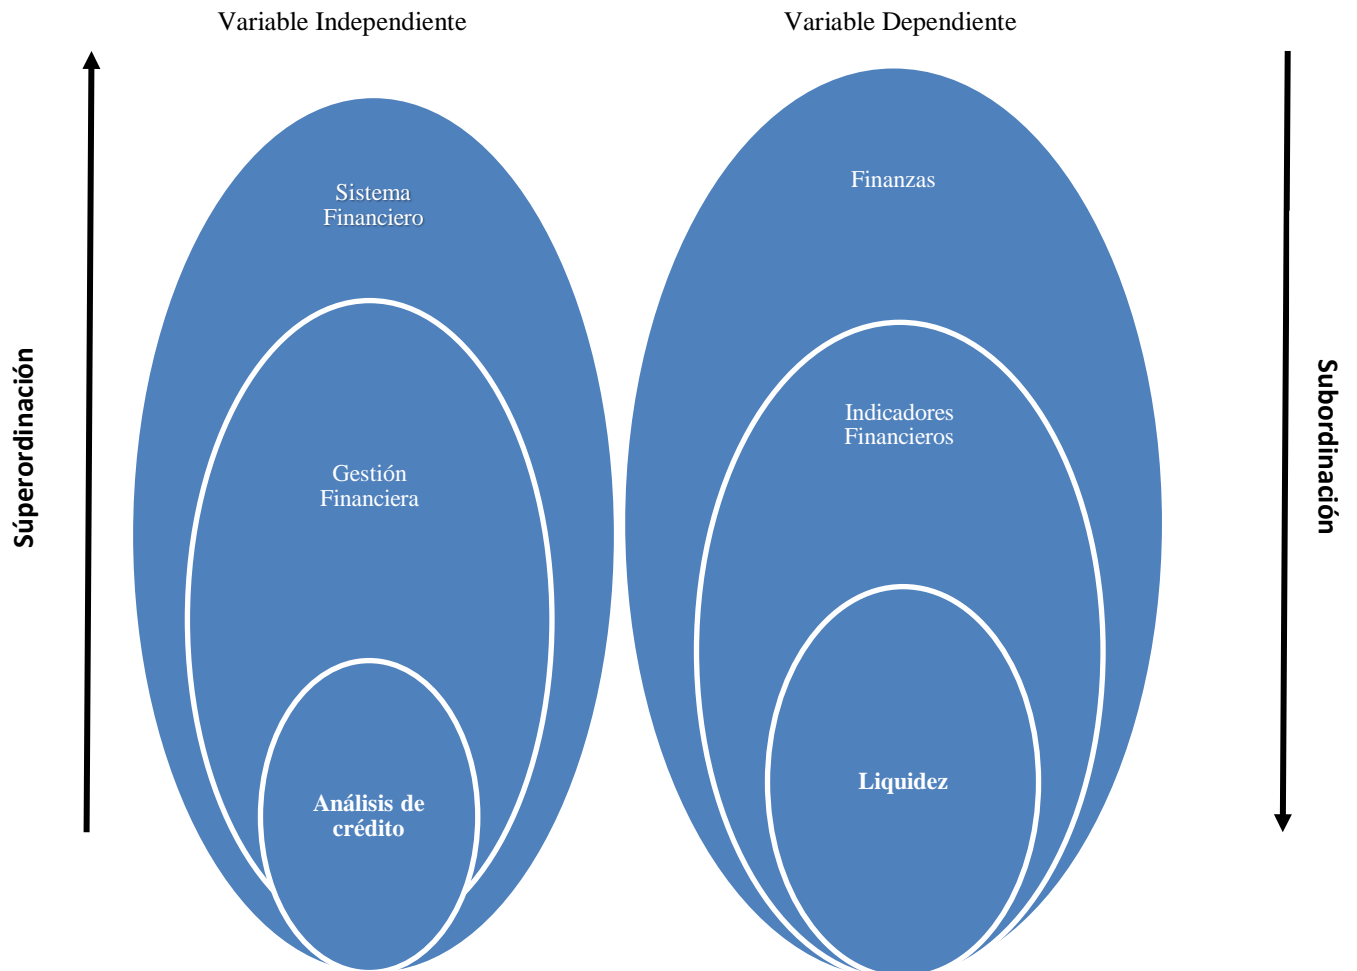 Variable Independiente
Variable Dependiente
Sistema
Financiero
Finanzas
Indicadores
Financieros
Gestión
Financiera
Análisis de
crédito
Liquidez
Súperordinación
Subordinación